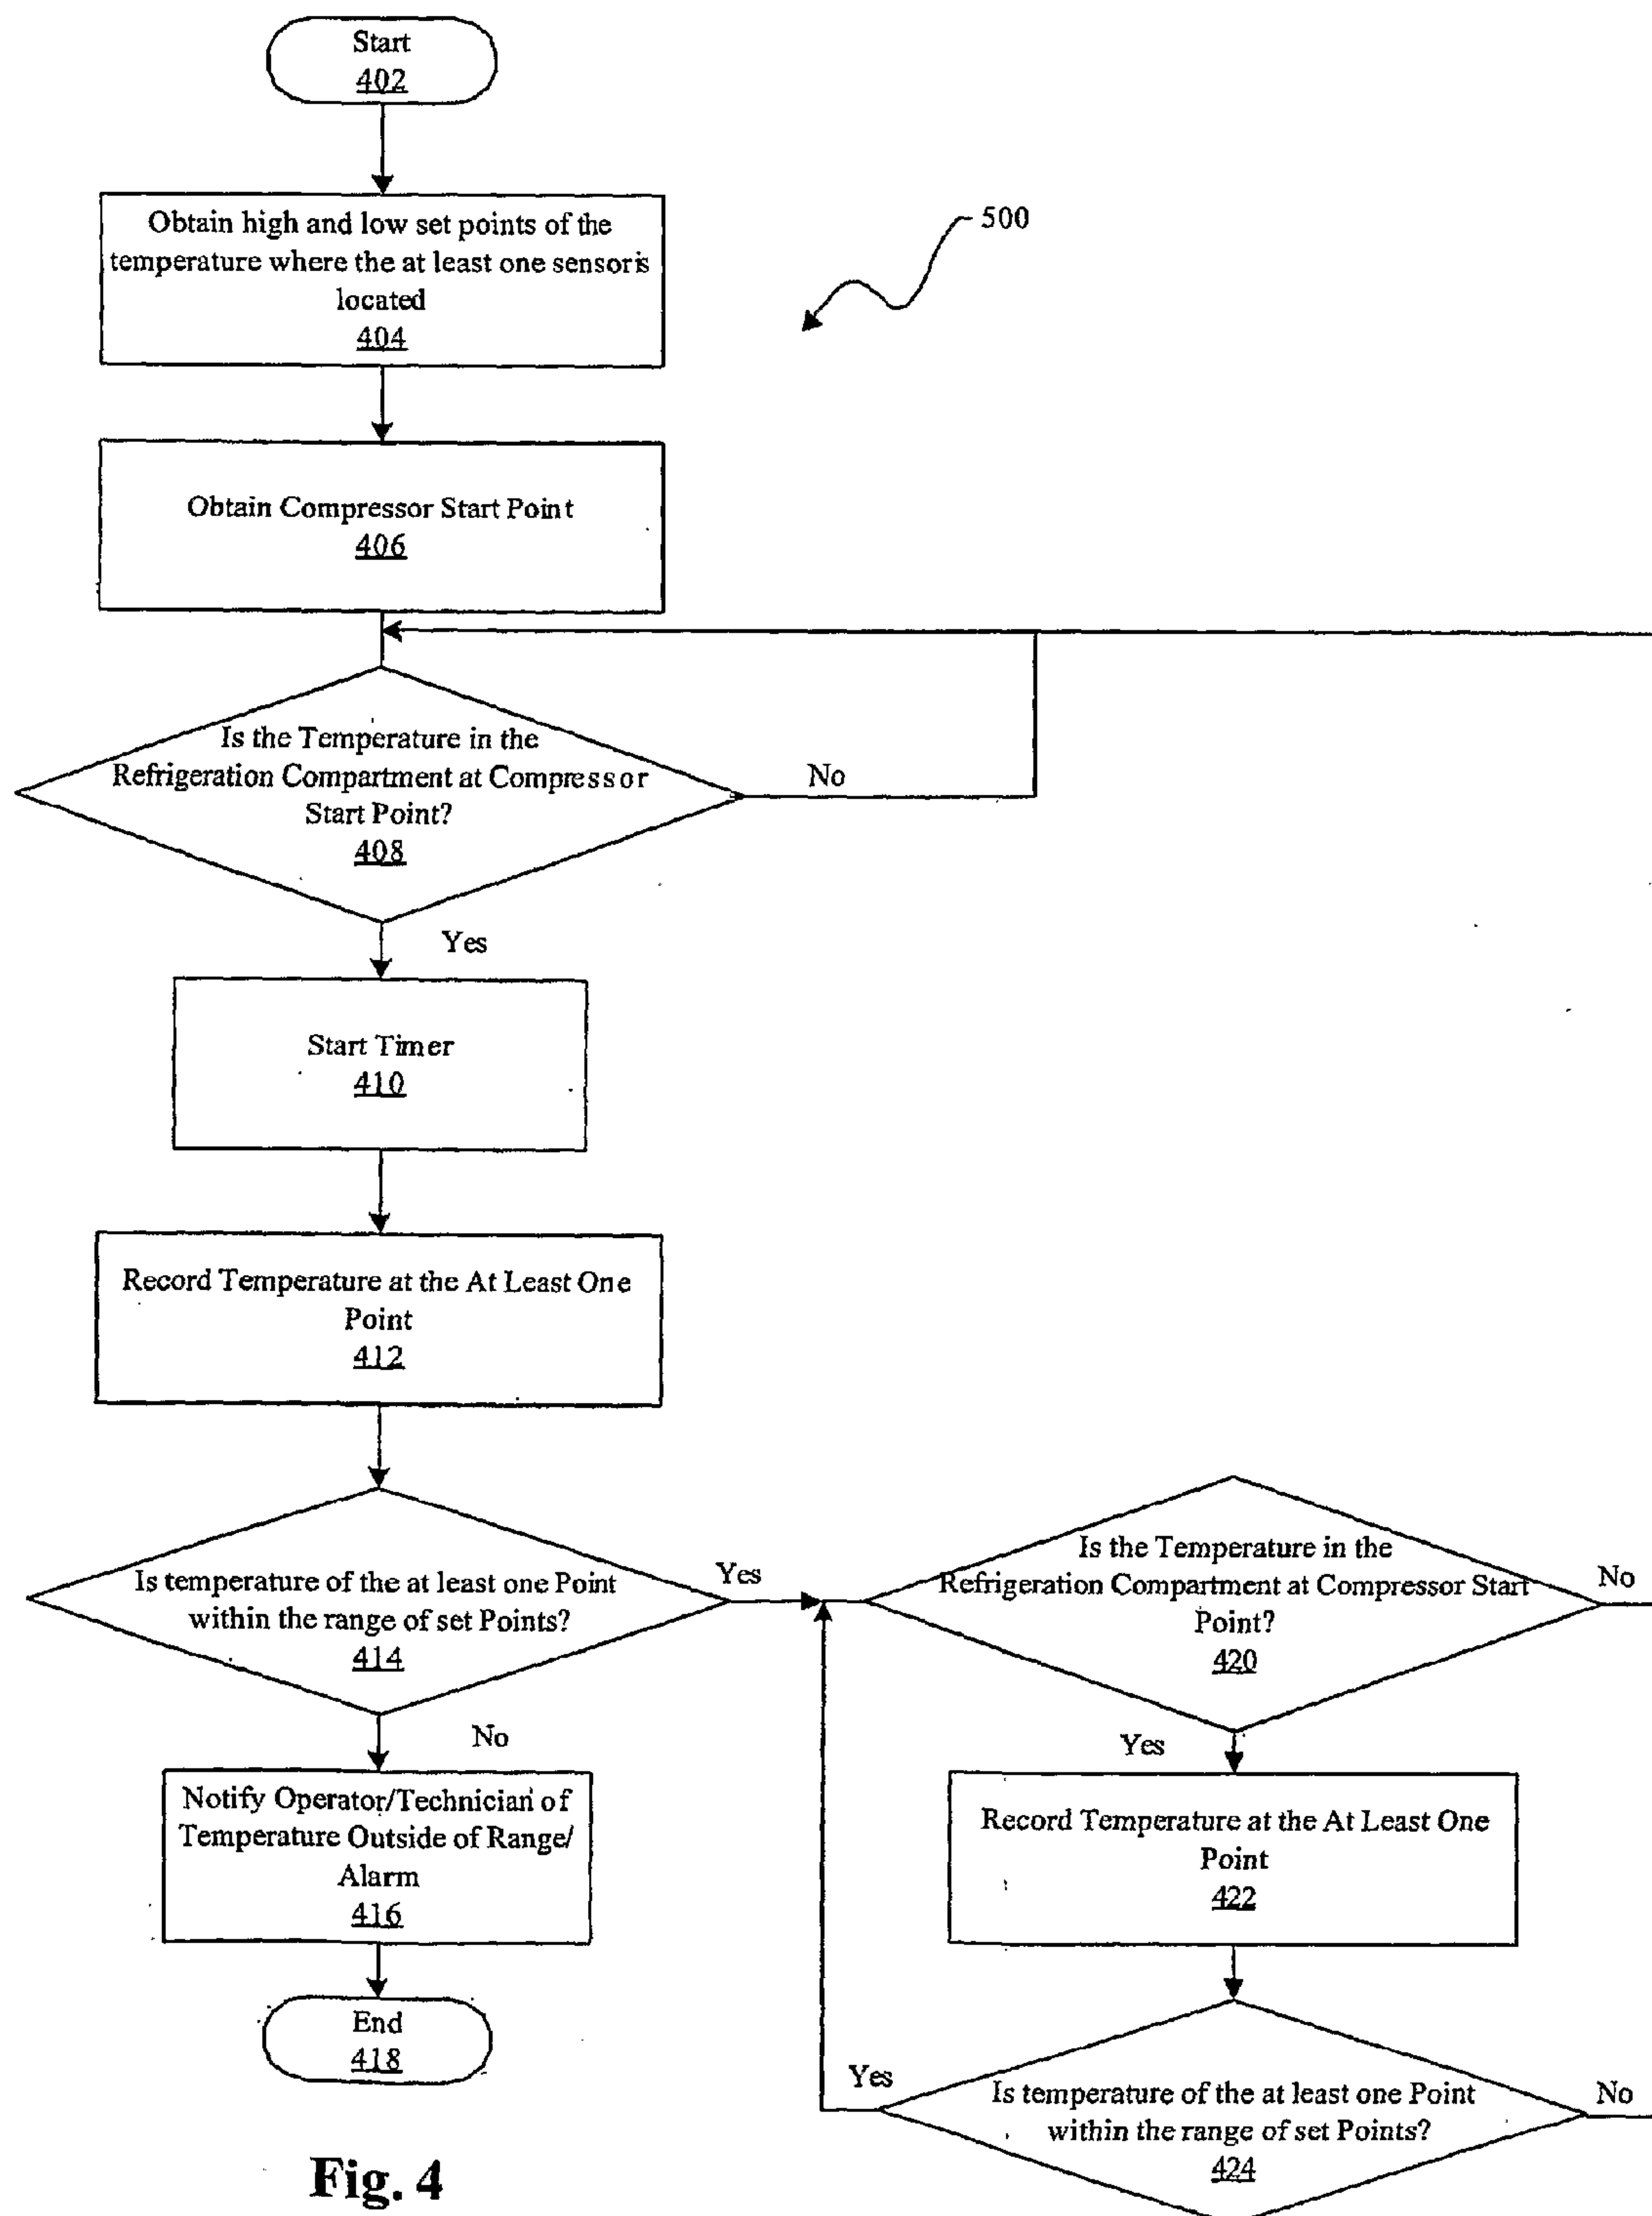 Start
402
Obtain high and low set points of the
temperature where the at least one sensor is
located
404
500
Obtain Compressor Start Point
406
Is the Temperature in the
Refrigeration Compartment at Compressor
Start Point?
408
No
Yes
Start Timer
410
Record Temperature at the At Least One
Point
412
Is temperature of the at least one Point
within the range of set Points?
414
Yes
No
Notify Operator/Technician of
Temperature Outside of Range/
Alarm
416
End
418
Is the Temperature in the
Refrigeration Compartment at Compressor Start
Point?
420
No
Yes
Record Temperature at the At Least One
Point
422
Is temperature of the at least one Point
within the range of set Points?
424
Yes
No
Fig. 4